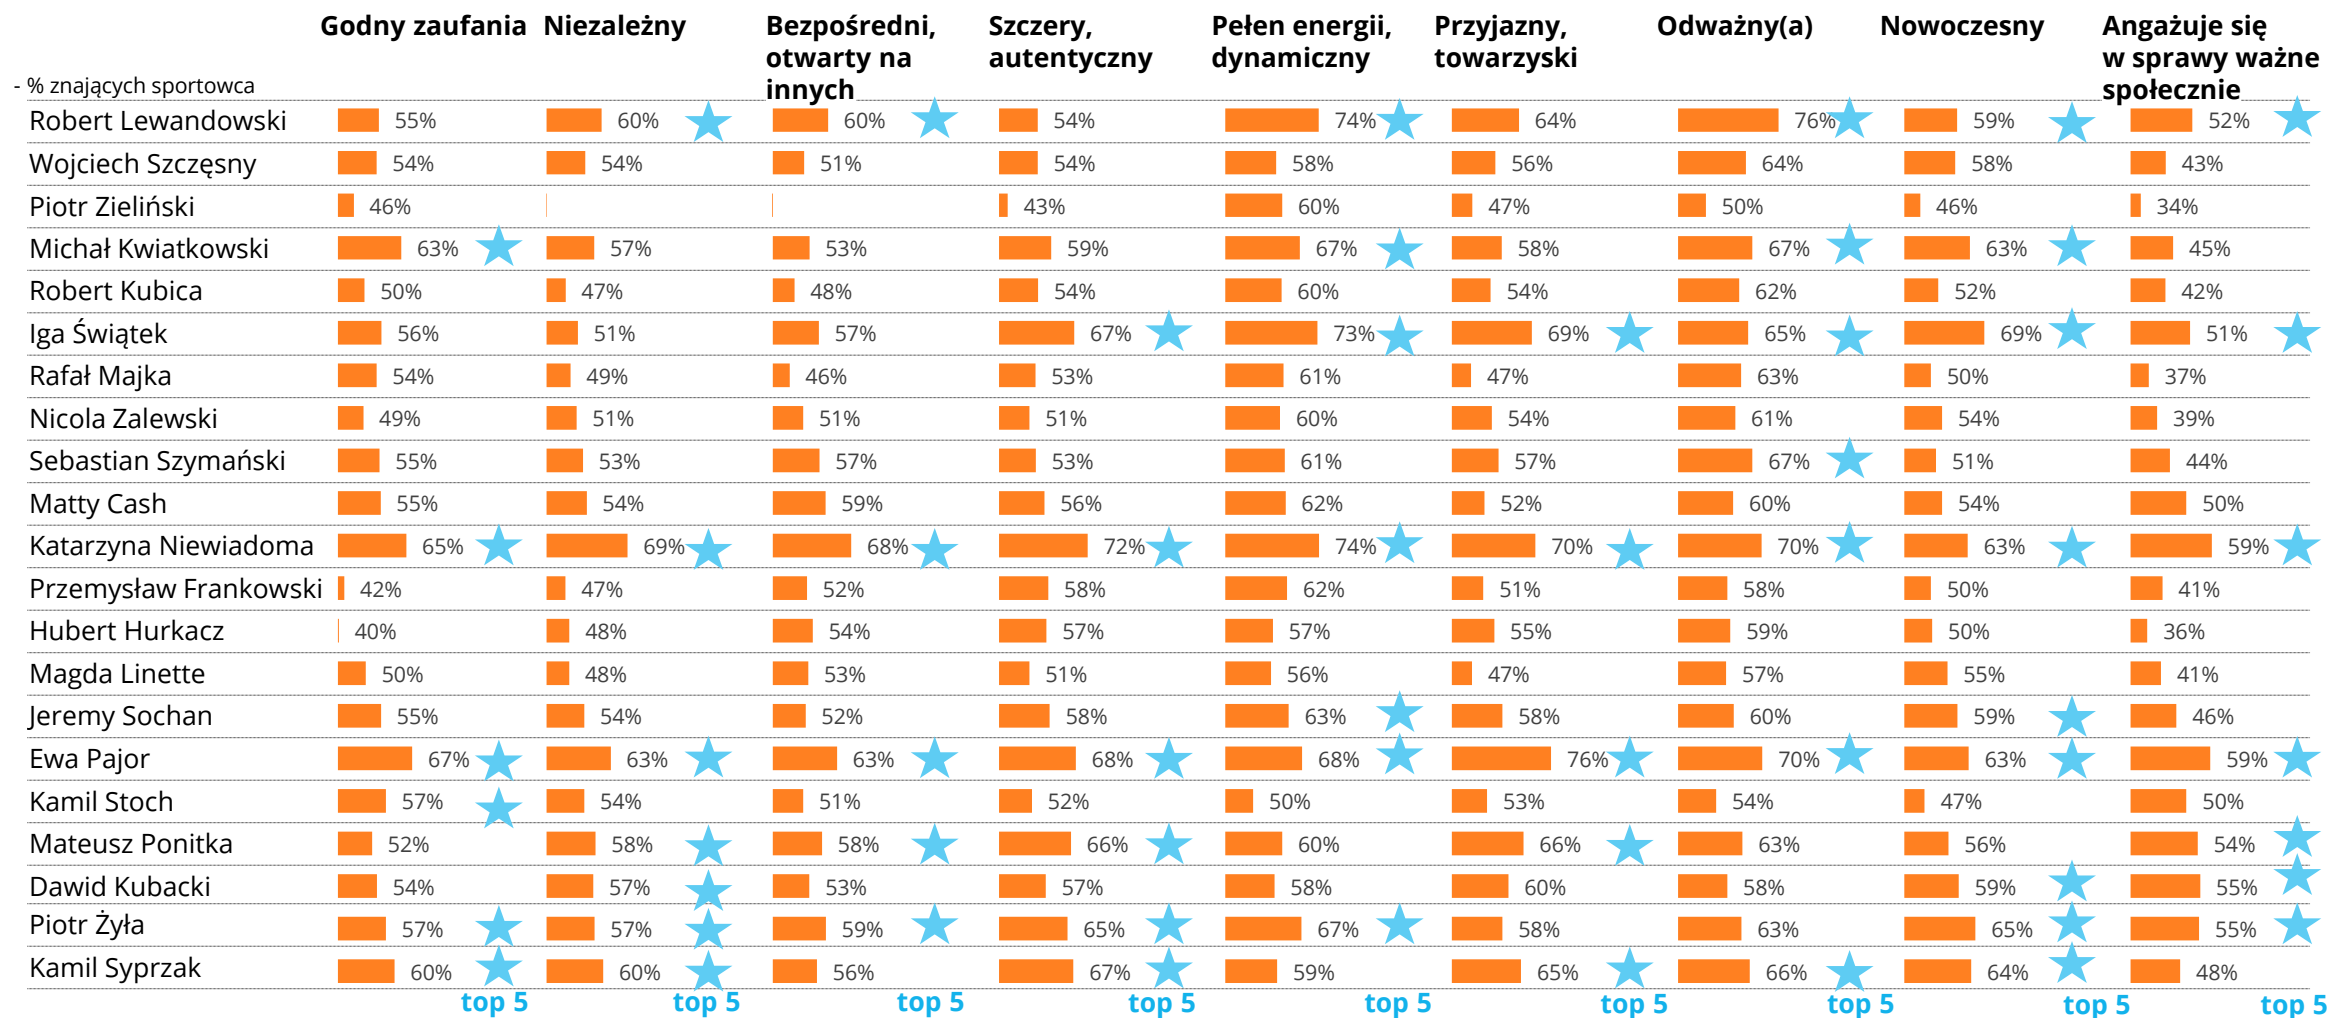 Godny zaufania Niezależny Bezpośredni, otwarty na innych Szczery, autentyczny Pełen energii, dynamiczny Przyjazny, towarzyski Odważny(a) Nowoczesny Angażuje się w sprawy ważne społecznie
- % znających sportowca
Robert Lewandowski 55% 60% 60% 54% 74% 64% 76% 59% 52%
Wojciech Szczęsny 54% 54% 51% 54% 58% 56% 64% 58% 43%
Piotr Zieliński 46% 43% 60% 47% 50% 46% 34%
Michał Kwiatkowski 63% 57% 53% 59% 67% 58% 67% 63% 45%
Robert Kubica 50% 47% 48% 54% 60% 54% 62% 52% 42%
Iga Świątek 56% 51% 57% 67% 73% 69% 65% 69% 51%
Rafał Majka 54% 49% 46% 53% 61% 47% 63% 50% 37%
Nicola Zalewski 49% 51% 51% 51% 60% 54% 61% 54% 39%
Sebastian Szymański 55% 53% 57% 53% 61% 57% 67% 51% 44%
Matty Cash 55% 54% 59% 56% 62% 52% 60% 54% 50%
Katarzyna Niewiadoma 65% 69% 68% 72% 74% 70% 70% 63% 59%
Przemysław Frankowski 42% 47% 52% 58% 62% 51% 58% 50% 41%
Hubert Hurkacz 40% 48% 54% 57% 57% 55% 59% 50% 36%
Magda Linette 50% 48% 53% 51% 56% 47% 57% 55% 41%
Jeremy Sochan 55% 54% 52% 58% 63% 58% 60% 59% 46%
Ewa Pajor 67% 63% 63% 68% 68% 76% 70% 63% 59%
Kamil Stoch 57% 54% 51% 52% 50% 53% 54% 47% 50%
Mateusz Ponitka 52% 58% 58% 66% 60% 66% 63% 56% 54%
Dawid Kubacki 54% 57% 53% 57% 58% 60% 58% 59% 55%
Piotr Żyła 57% 57% 59% 65% 67% 58% 63% 65% 55%
Kamil Syprzak 60% 60% 56% 67% 59% 65% 66% 64% 48%
top 5 top 5 top 5 top 5 top 5 top 5 top 5 top 5 top 5